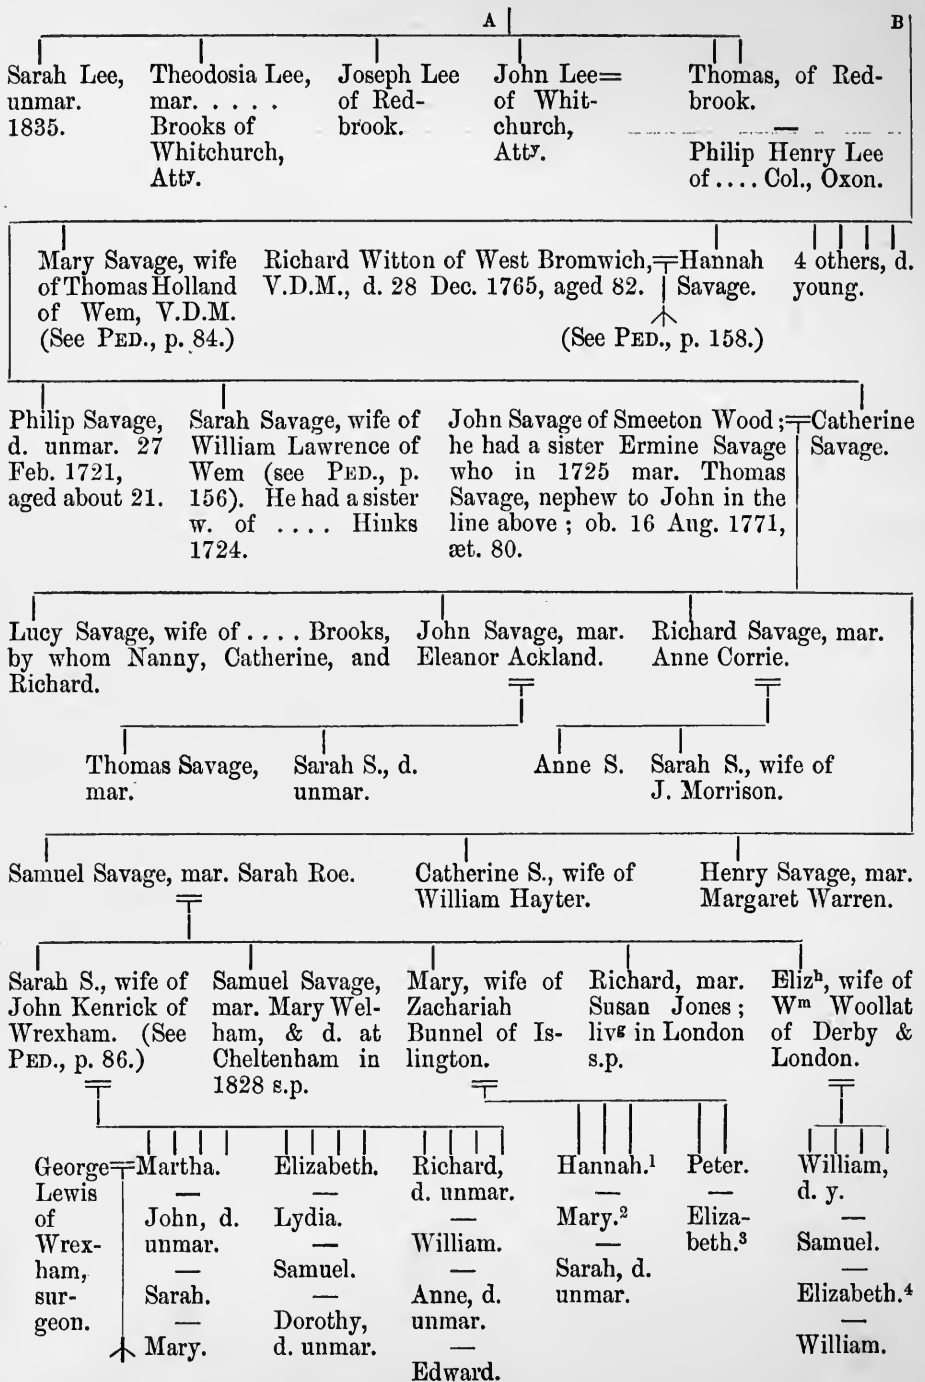 A B
Sarah Lee,
unmar.
1835.
Theodosia Lee,
mar. . . . . .
Brooks of
Whitchurch,
Attʸ.
Joseph Lee
of Red-
brook.
John Lee=
of Whit-
church,
Attʸ.
Thomas, of Red-
brook.
—
Philip Henry Lee
of .... Col., Oxon.
Mary Savage, wife
of Thomas Holland
of Wem, V.D.M.
(See PED., p. 84.)
Richard Witton of West Bromwich,=Hannah
V.D.M., d. 28 Dec. 1765, aged 82. Savage.
(See PED., p. 158.)
4 others, d.
young.
Philip Savage,
d. unmar. 27
Feb. 1721,
aged about 21.
Sarah Savage, wife of
William Lawrence of
Wem (see PED., p.
156). He had a sister
w. of .... Hinks
1724.
John Savage of Smeeton Wood;=Catherine
he had a sister Ermine Savage Savage.
who in 1725 mar. Thomas
Savage, nephew to John in the
line above; ob. 16 Aug. 1771,
æt. 80.
Lucy Savage, wife of .... Brooks,
by whom Nanny, Catherine, and
Richard.
John Savage, mar.
Eleanor Ackland.
Richard Savage, mar.
Anne Corrie.
Thomas Savage,
mar.
Sarah S., d.
unmar.
Anne S.
Sarah S., wife of
J. Morrison.
Samuel Savage, mar. Sarah Roe.
Catherine S., wife of
William Hayter.
Henry Savage, mar.
Margaret Warren.
Sarah S., wife of
John Kenrick of
Wrexham. (See
PED., p. 86.)
Samuel Savage,
mar. Mary Wel-
ham, & d. at
Cheltenham in
1828 s.p.
Mary, wife of
Zachariah
Bunnel of Is-
lington.
Richard, mar.
Susan Jones;
livᵍ in London
s.p.
Elizʰ, wife of
Wᵐ Woollat
of Derby &
London.
George=Martha.
Lewis
of
Wrex-
ham,
sur-
geon.
—
John, d.
unmar.
—
Sarah.
—
Mary.
Elizabeth.
—
Lydia.
—
Samuel.
—
Dorothy,
d. unmar.
Richard,
d. unmar.
—
William.
—
Anne, d.
unmar.
—
Edward.
Hannah.¹
—
Mary.²
—
Sarah, d.
unmar.
Peter.
—
Eliza-
beth.³
William,
d. y.
—
Samuel.
—
Elizabeth.⁴
—
William.